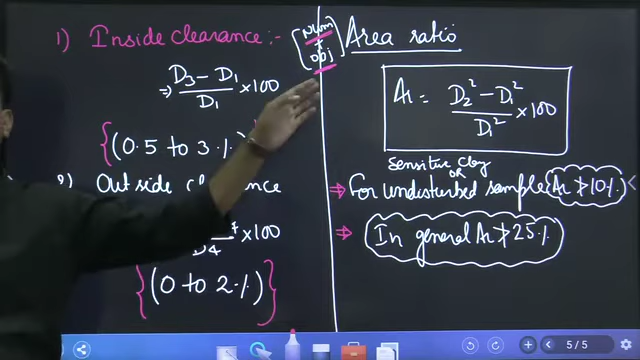 1) Inside clearance :-
⇒ D₃ - D₁ / D₁ × 100
(0.5 to 3 %)
Outside clearance
D₄ × 100
(0 to 2 %)
[Num + Obj]
Area ratio
Ar = D₂² - D₁² / D₁² × 100
Sensitive clay
or
⇒ For undisturbed sample Ar ≯ 10 %
⇒ In general Ar ≯ 25 %
5 / 5